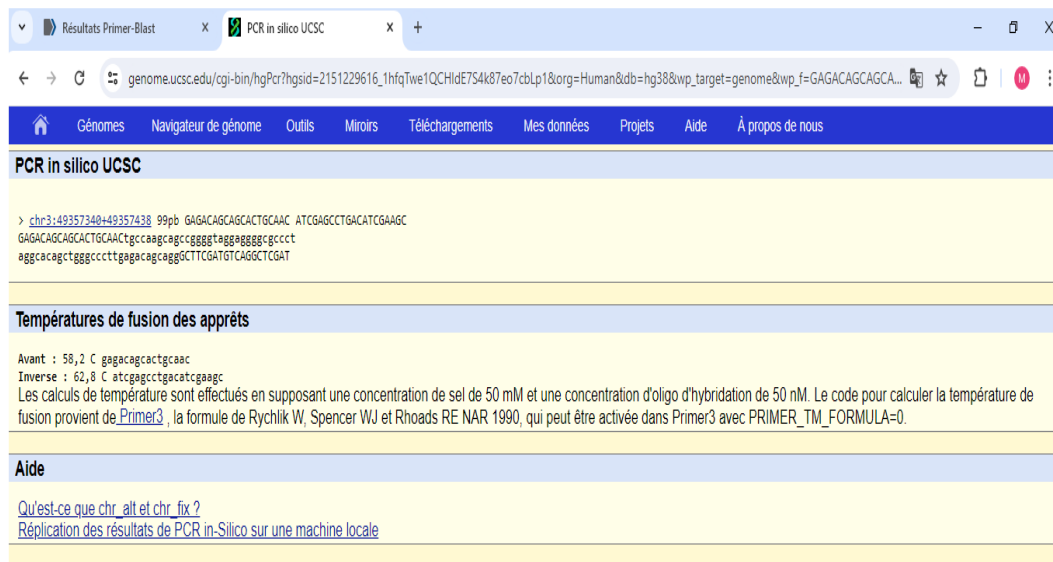 Résultats Primer-Blast x PCR in silico UCSC x +
genome.ucsc.edu/cgi-bin/hgPcr?hgsid=2151229616_1hfqTwe1QCHIdE7S4k87eo7cbLp1&org=Human&db=hg38&wp_target=genome&wp_f=GAGACAGCAGCA... M
Génomes Navigateur de génome Outils Miroirs Téléchargements Mes données Projets Aide À propos de nous
PCR in silico UCSC
> chr3:49357340+49357438 99pb GAGACAGCAGCACTGCAAC ATCGAGCCTGACATCGAAGC
GAGACAGCAGCACTGCAACtgccaagcagccggggtaggaggggcgccct
aggcacagctgggcccttgagacagcaggGCTTCGATGTCAGGCTCGAT
Températures de fusion des apprêts
Avant : 58,2 C gagacagcagcactgcaac
Inverse : 62,8 C atcgagcctgacatcgaagc
Les calculs de température sont effectués en supposant une concentration de sel de 50 mM et une concentration d'oligo d'hybridation de 50 nM. Le code pour calculer la température de
fusion provient de Primer3 , la formule de Rychlik W, Spencer WJ et Rhoads RE NAR 1990, qui peut être activée dans Primer3 avec PRIMER_TM_FORMULA=0.
Aide
Qu'est-ce que chr_alt et chr_fix ?
Réplication des résultats de PCR in-Silico sur une machine locale